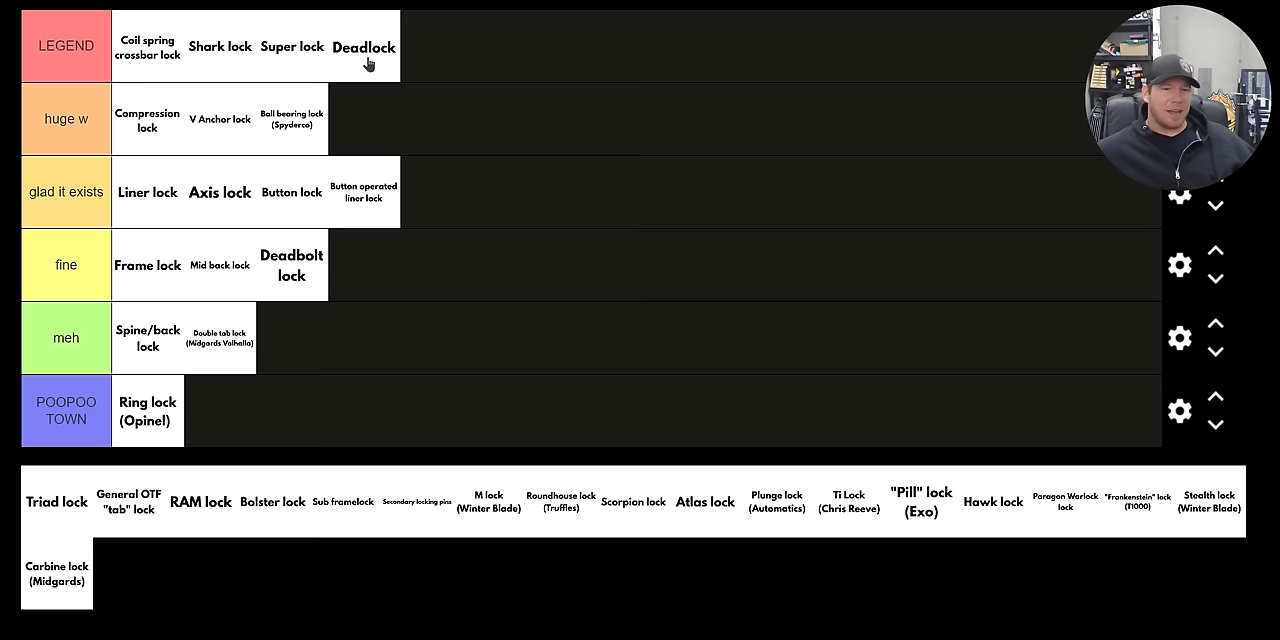 LEGEND
Coil spring
crossbar lock
Shark lock
Super lock
Deadlock
huge w
Compression
lock
V Anchor lock
Ball bearing lock
(Spyderco)
glad it exists
Liner lock
Axis lock
Button lock
Button operated
liner lock
fine
Frame lock
Mid back lock
Deadbolt
lock
meh
Spine/back
lock
Double tab lock
(Midgards Valhalla)
POOPOO
TOWN
Ring lock
(Opinel)
Triad lock
General OTF
"tab" lock
RAM lock
Bolster lock
Sub framelock
Secondary locking pins
M lock
(Winter Blade)
Roundhouse lock
(Truffles)
Scorpion lock
Atlas lock
Plunge lock
(Automatics)
Ti Lock
(Chris Reeve)
"Pill" lock
(Exo)
Hawk lock
Paragon Warlock
lock
"Frankenstein" lock
(T1000)
Stealth lock
(Winter Blade)
Carbine lock
(Midgards)